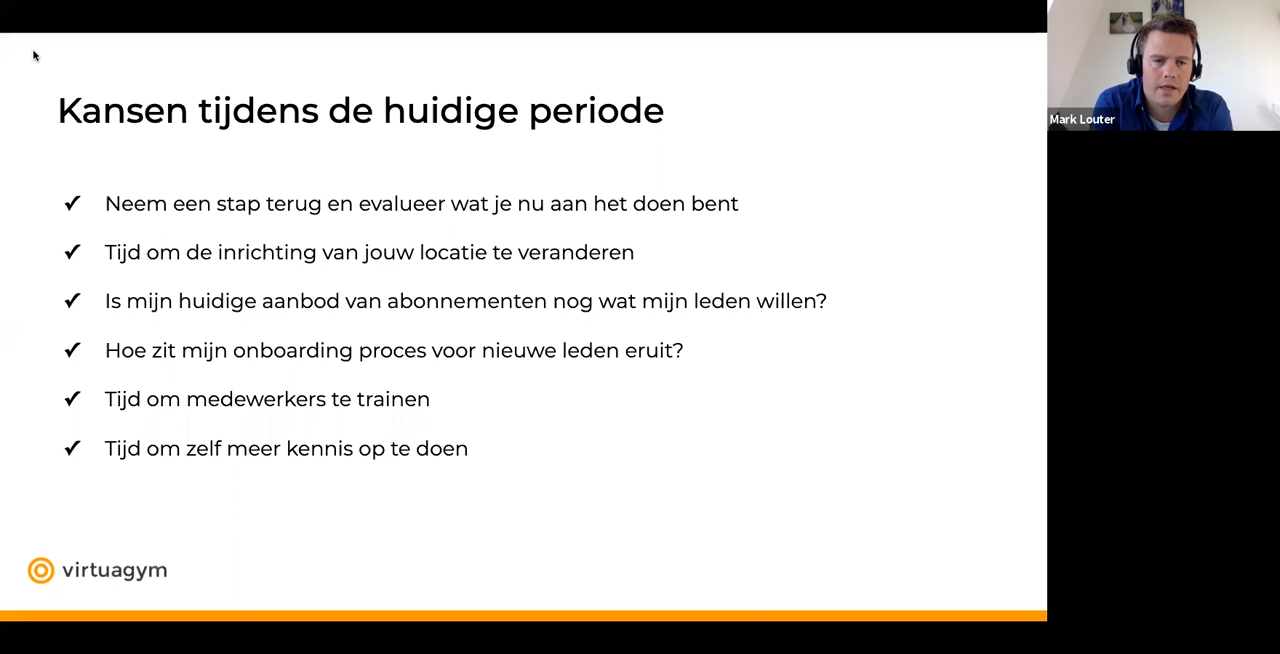 Kansen tijdens de huidige periode
✓ Neem een stap terug en evalueer wat je nu aan het doen bent
✓ Tijd om de inrichting van jouw locatie te veranderen
✓ Is mijn huidige aanbod van abonnementen nog wat mijn leden willen?
✓ Hoe zit mijn onboarding proces voor nieuwe leden eruit?
✓ Tijd om medewerkers te trainen
✓ Tijd om zelf meer kennis op te doen
virtuagym
Mark Louter